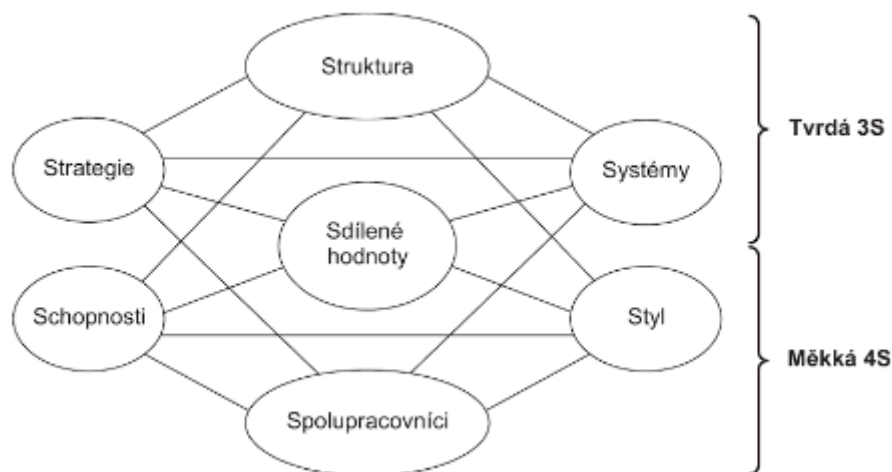 Struktura
Tvrdá 3S
Strategie
Systémy
Sdílené
hodnoty
Schopnosti
Styl
Měkká 4S
Spolupracovníci